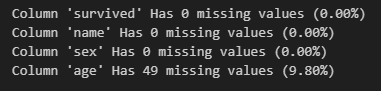 Column 'survived' Has 0 missing values (0.00%)
Column 'name' Has 0 missing values (0.00%)
Column 'sex' Has 0 missing values (0.00%)
Column 'age' Has 49 missing values (9.80%)